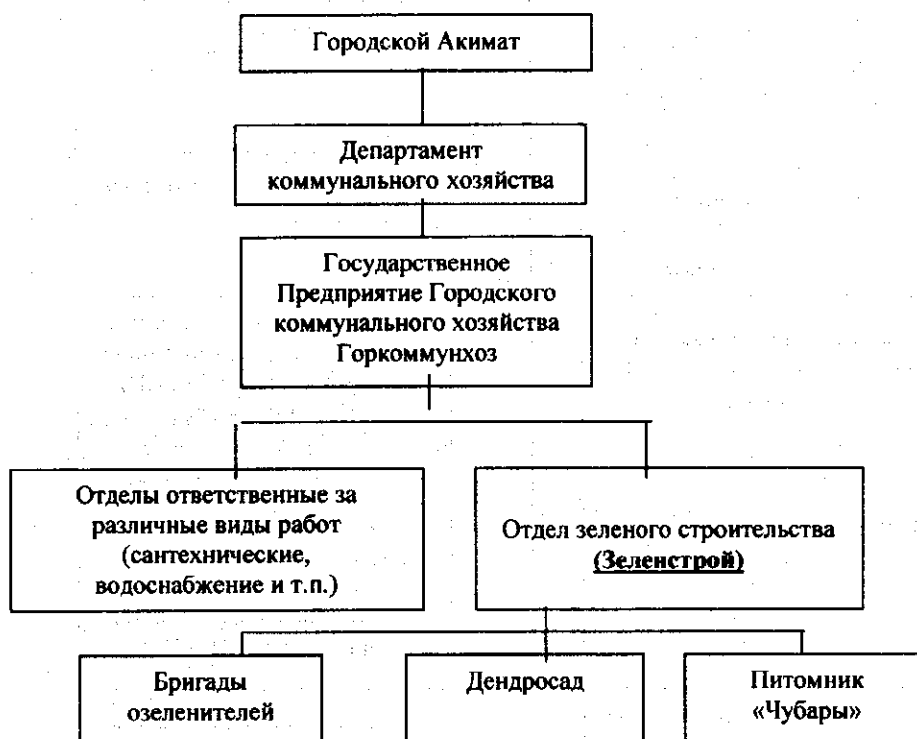 Городской Акимат
Департамент
коммунального хозяйства
Государственное
Предприятие Городского
коммунального хозяйства
Горкоммунхоз
Отделы ответственные за
различные виды работ
(сантехнические,
водоснабжение и т.п.)
Отдел зеленого строительства
(Зеленстрой)
Бригады
озеленителей
Дендросад
Питомник
«Чубары»